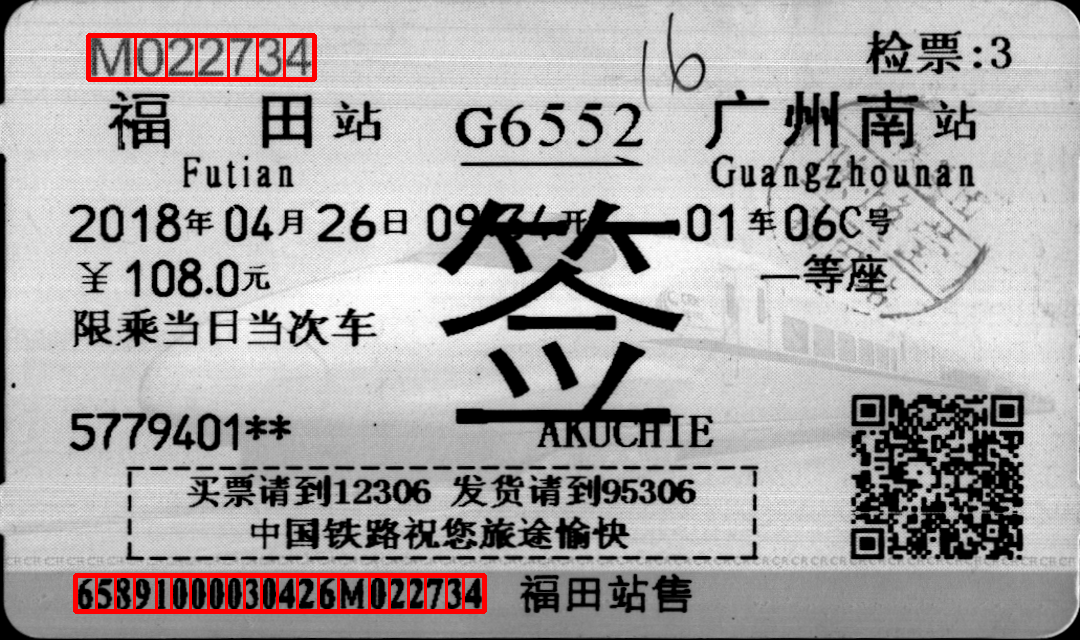 M022734 16 检票:3
福田站 G6552 广州南站
Futian Guangzhounan
2018年04月26日 09:34开 01车06C号
¥108.0元 签 一等座
限乘当日当次车
5779401** AKUCHIE
买票请到12306 发货请到95306
中国铁路祝您旅途愉快
65891000030426M022734 福田站售